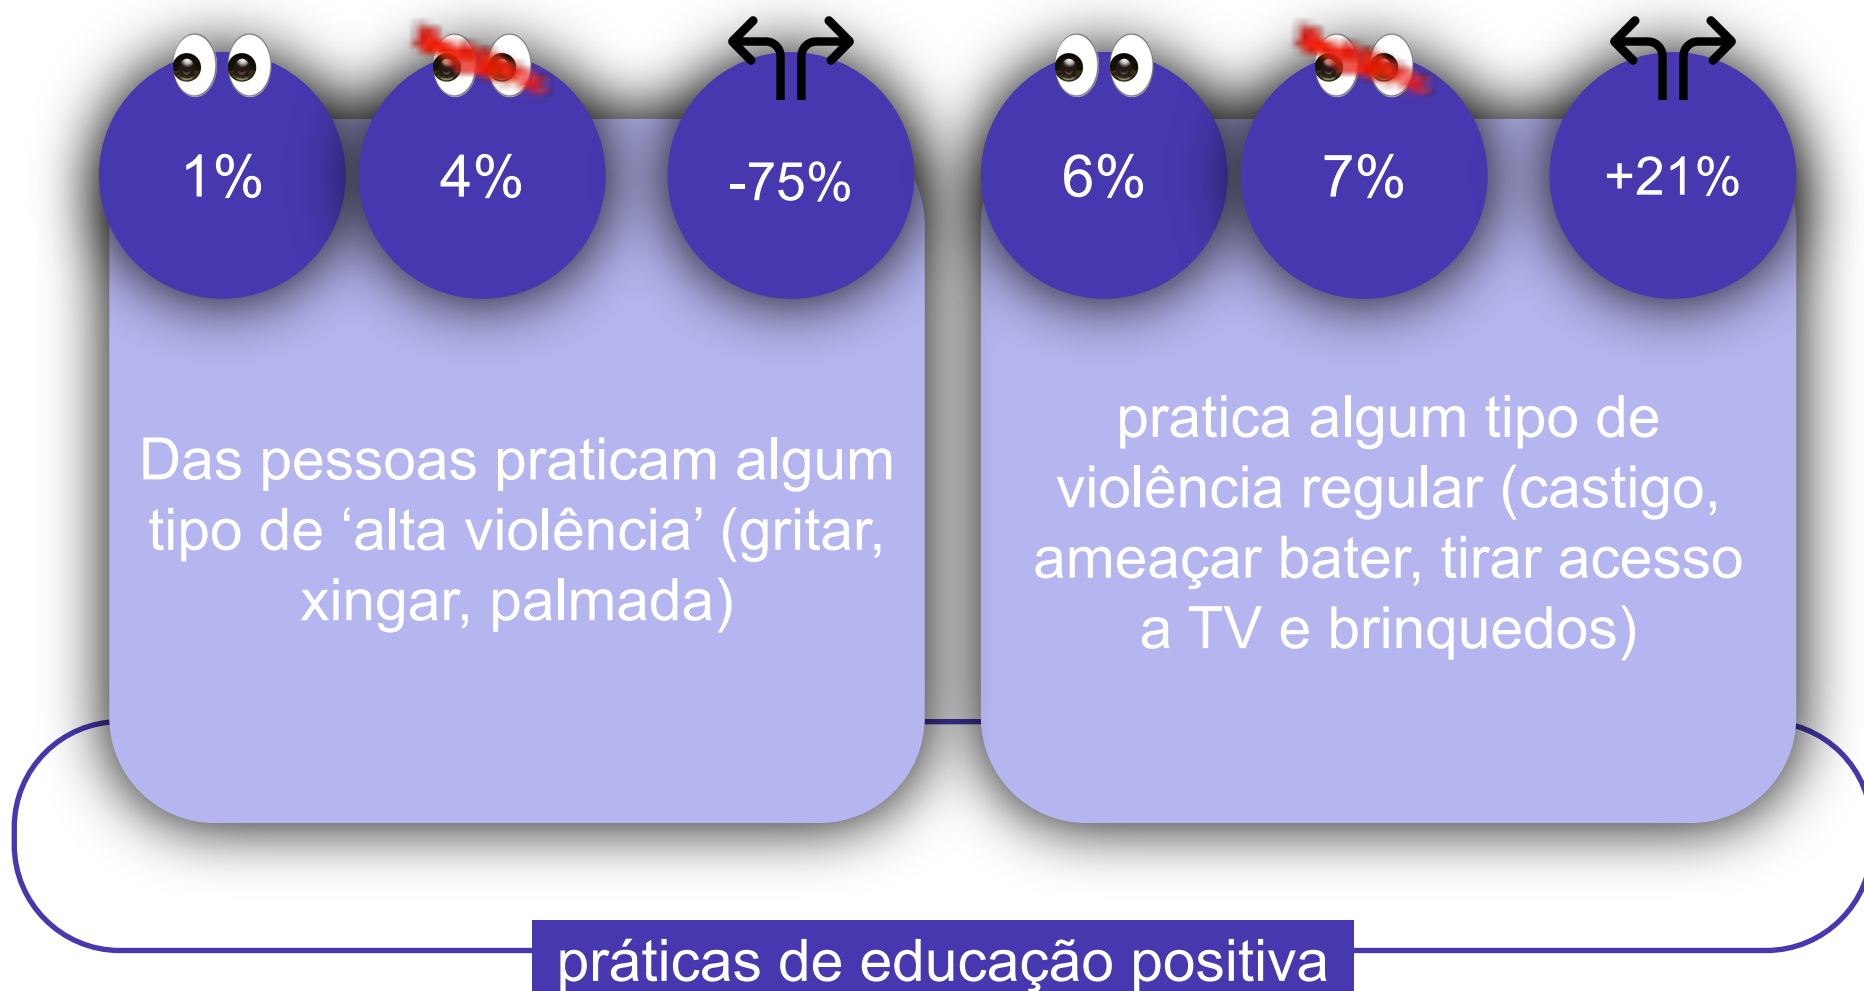 1%
4%
-75%
Das pessoas praticam algum
tipo de ‘alta violência’ (gritar,
xingar, palmada)
6%
7%
+21%
pratica algum tipo de
violência regular (castigo,
ameaçar bater, tirar acesso
a TV e brinquedos)
práticas de educação positiva